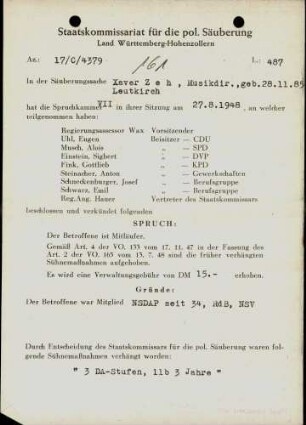 Staatskommissariat für die pol. Säuberung
Land Württemberg-Hohenzollern
Az.: 17/C/4379
161
L.: 487
In der Säuberungssache Xaver Z e h , Musikdir.,geb.28.11.85
Leutkirch
hat die Spruchkammer VII in ihrer Sitzung am 27.8.1948 , an welcher
teilgenommen haben:
Regierungsassessor Wax Vorsitzender
Uhl, Eugen Beisitzer — CDU
Musch, Alois „ — SPD
Einstein, Sigbert „ — DVP
Fink, Gottlieb „ — KPD
Steinacher, Anton „ — Gewerkschaften
Schneckenburger, Josef „ — Berufsgruppe
Schwarz, Emil „ — Berufsgruppe
Reg.Ang. Hauer Vertreter des Staatskommissars
beschlossen und verkündet folgenden
SPRUCH:
Der Betroffene ist Mitläufer.
Gemäß Art. 4 der VO. 133 vom 17. 11. 47 in der Fassung des
Art. 2 der VO. 165 vom 13. 7. 48 sind die früher verhängten
Sühnemaßnahmen aufgehoben.
Es wird eine Verwaltungsgebühr von DM 15.- erhoben.
Gründe:
Der Betroffene war Mitglied NSDAP seit 34, RdB, NSV
Durch Entscheidung des Staatskommissars für die pol. Säuberung waren fol-
gende Sühnemaßnahmen verhängt worden:
" 3 DA-Stufen, 11b 3 Jahre "